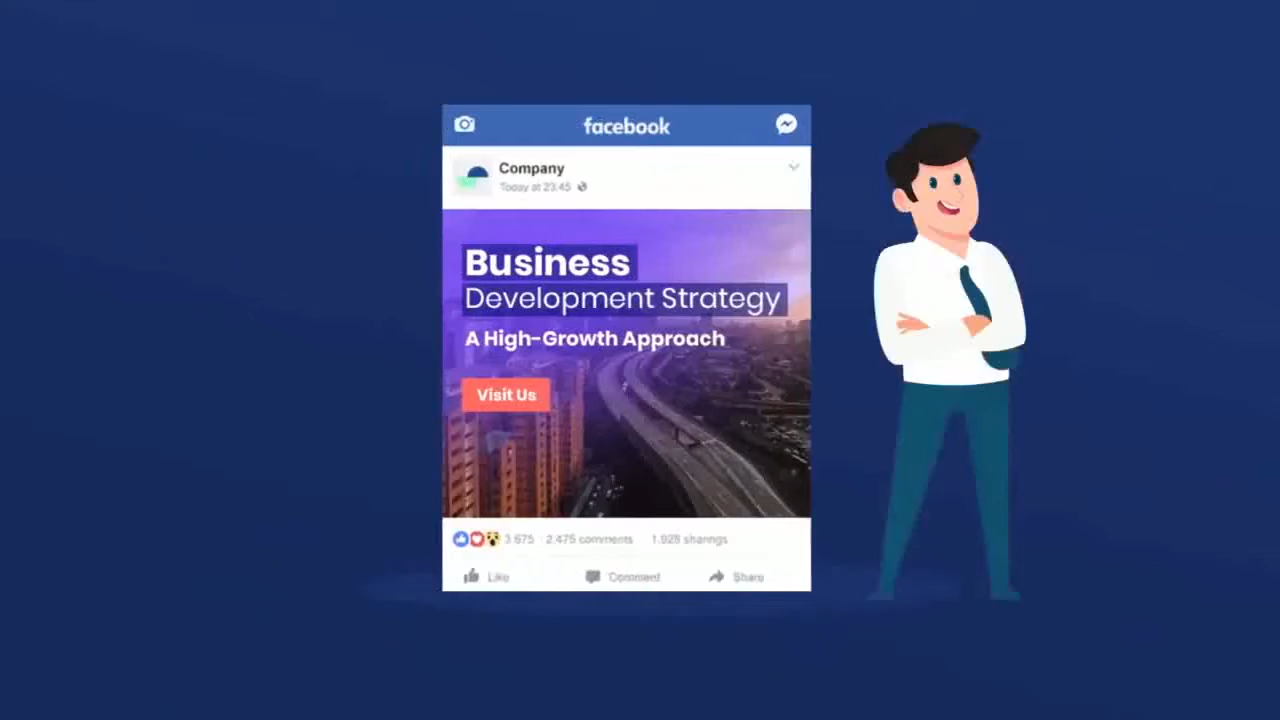 facebook
Company
Today at 23:45
Business
Development Strategy
A High-Growth Approach
Visit Us
3.675 2.475 comments 1.928 sharings
Like Comment Share